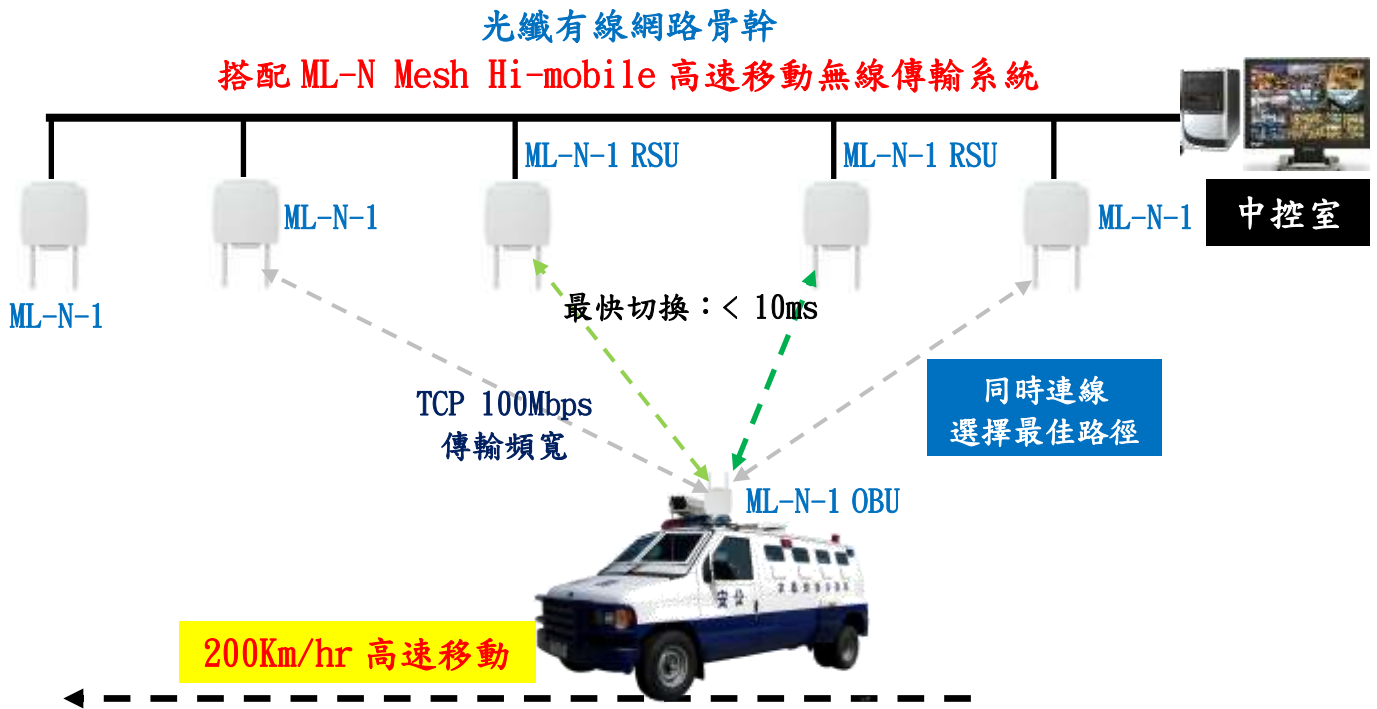 光纖有線網路骨幹
搭配 ML-N Mesh Hi-mobile 高速移動無線傳輸系統
ML-N-1 RSU
ML-N-1 RSU
ML-N-1
ML-N-1
中控室
ML-N-1
最快切換：< 10ms
同時連線
選擇最佳路徑
TCP 100Mbps
傳輸頻寬
ML-N-1 OBU
安公
200Km/hr 高速移動